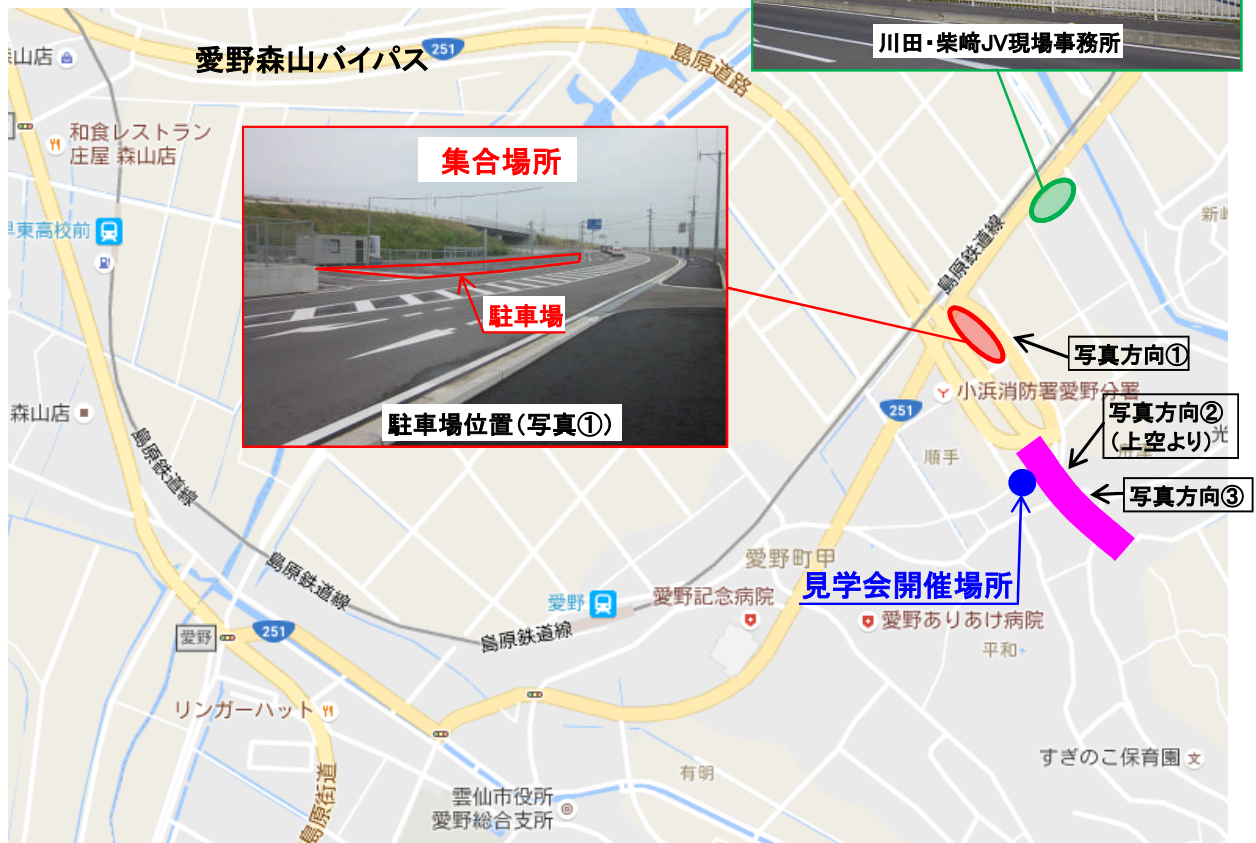 川田・柴﨑JV現場事務所
251
愛野森山バイパス
島原道路
森山店
和食レストラン
庄屋 森山店
集合場所
東高校前
駐車場
駐車場位置(写真①)
島原鉄道線
写真方向①
小浜消防署愛野分署
251
写真方向②
(上空より)
光
順手
写真方向③
森山店
島原鉄道線
島原鉄道線
愛野町甲
見学会開催場所
愛野
愛野記念病院
愛野ありあけ病院
平和
島原鉄道線
愛野
251
リンガーハット
すぎのこ保育園
文
有明
島原街道
雲仙市役所
愛野総合支所